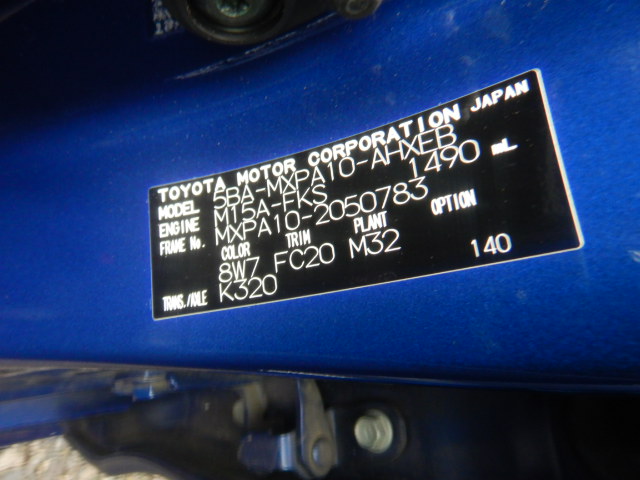 TOYOTA MOTOR CORPORATION JAPAN
MODEL 5BA-MXPA10-AHXEB
ENGINE M15A-FKS 1490 mL
FRAME No. MXPA10-2050783
COLOR TRIM PLANT OPTION
8W7 FC20 M32 140
TRANS./AXLE K320